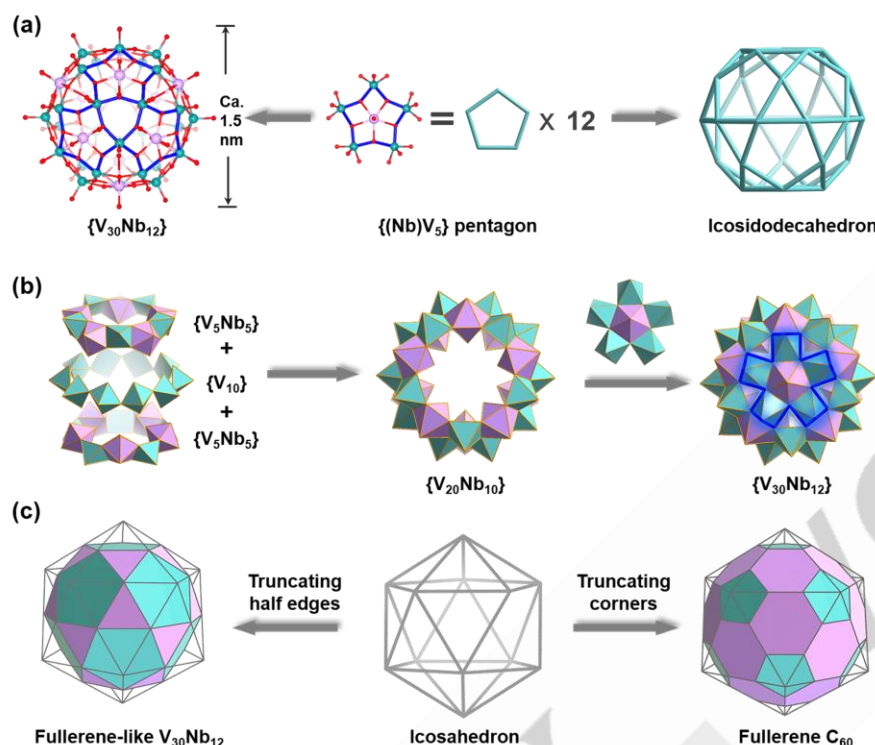 (a)
Ca.
1.5
nm
= X 12
{V₃₀Nb₁₂}
{(Nb)V₅} pentagon
Icosidodecahedron
(b)
{V₅Nb₅}
+
{V₁₀}
+
{V₅Nb₅}
{V₂₀Nb₁₀}
{V₃₀Nb₁₂}
(c)
Truncating
half edges
Truncating
corners
Fullerene-like V₃₀Nb₁₂
Icosahedron
Fullerene C₆₀